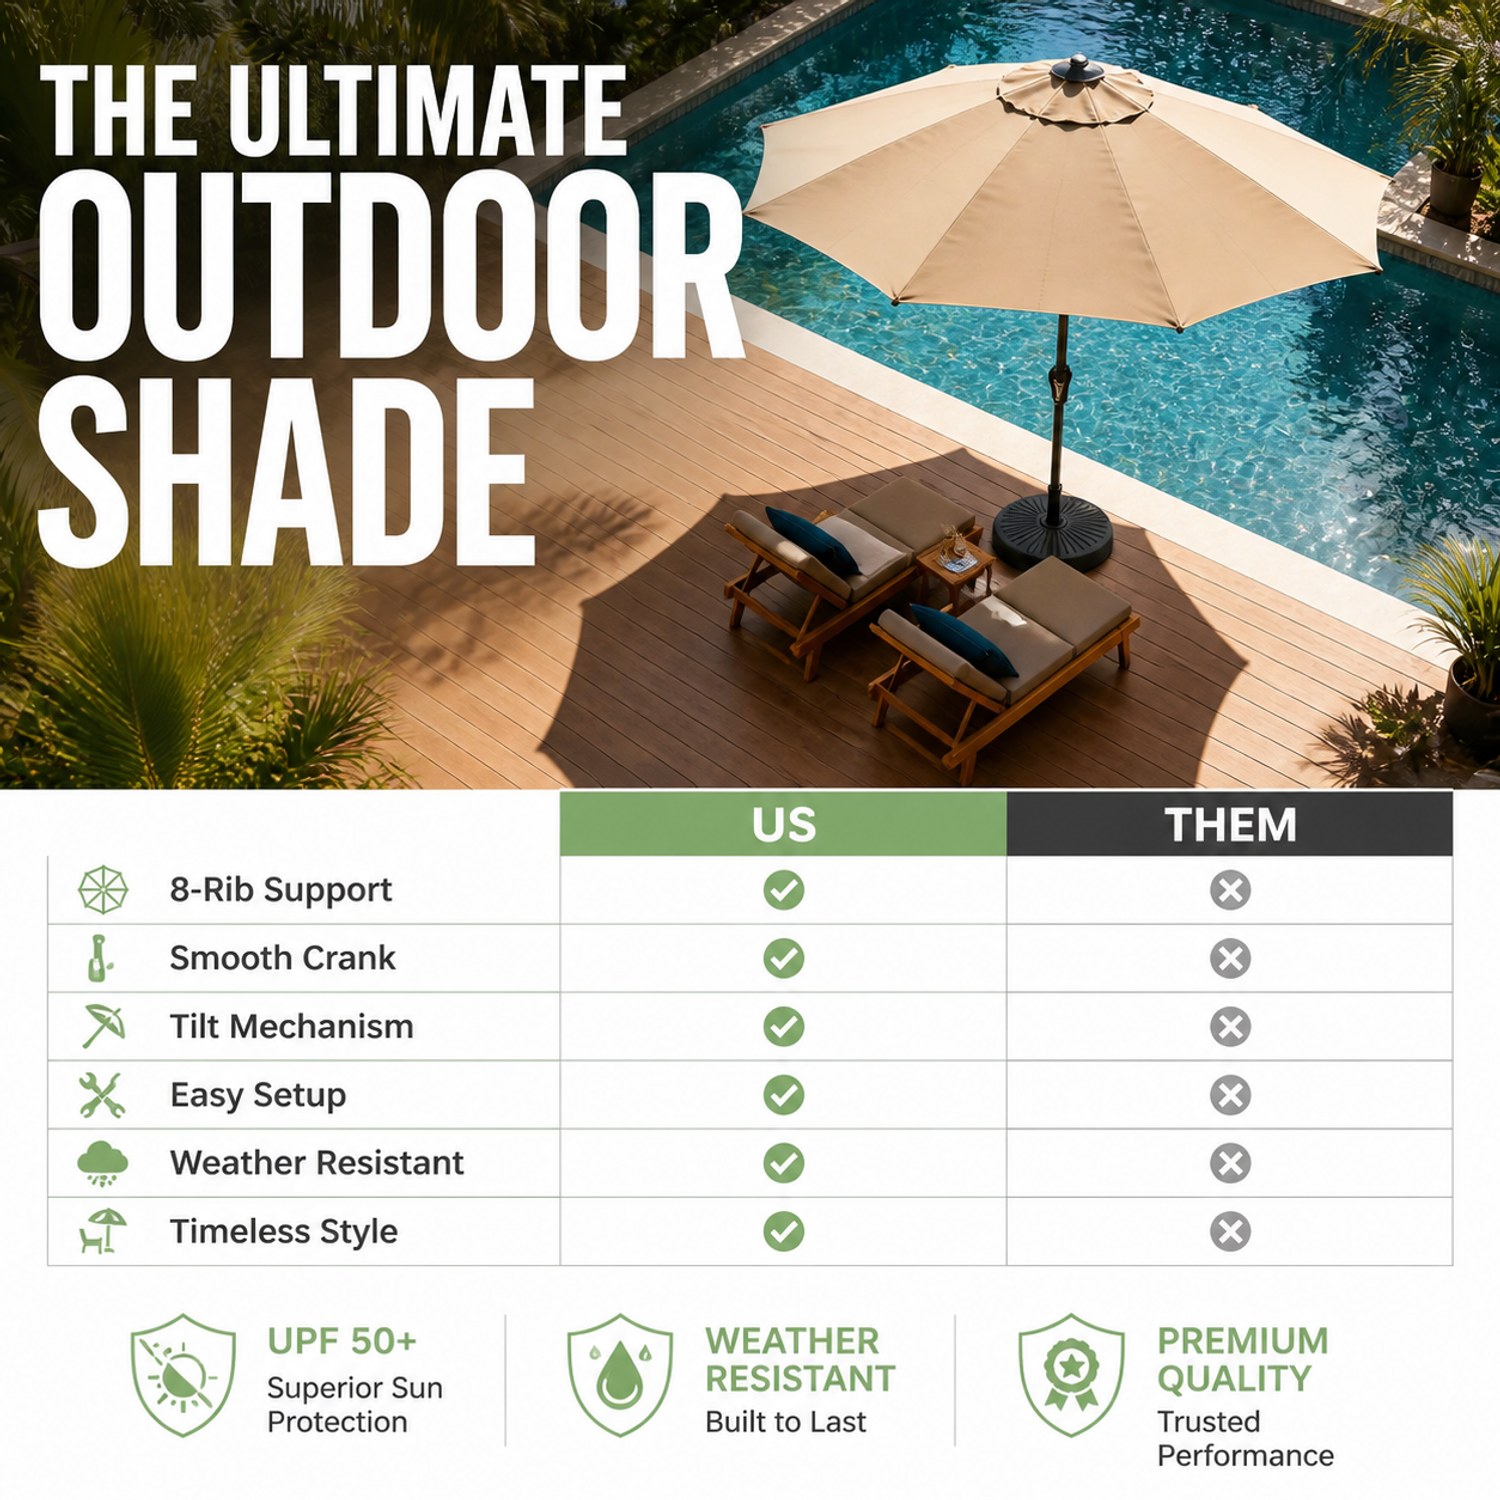 THE ULTIMATE
OUTDOOR
SHADE
US
THEM
8-Rib Support
Smooth Crank
Tilt Mechanism
Easy Setup
Weather Resistant
Timeless Style
UPF 50+
Superior Sun
Protection
WEATHER
RESISTANT
Built to Last
PREMIUM
QUALITY
Trusted
Performance